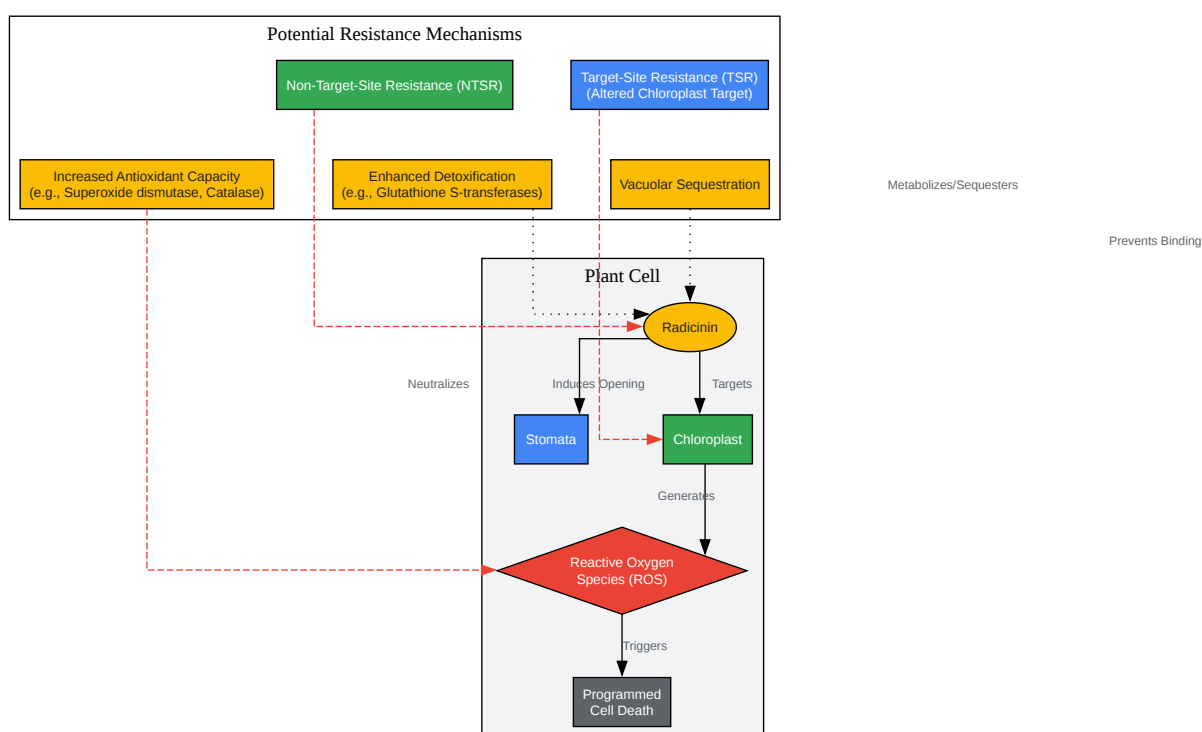 Potential Resistance Mechanisms
Non-Target-Site Resistance (NTSR)
Target-Site Resistance (TSR)
(Altered Chloroplast Target)
Increased Antioxidant Capacity
(e.g., Superoxide dismutase, Catalase)
Enhanced Detoxification
(e.g., Glutathione S-transferases)
Vacuolar Sequestration
Metabolizes/Sequesters
Prevents Binding
Plant Cell
Radicinin
Neutralizes
Induces Opening
Targets
Stomata
Chloroplast
Generates
Reactive Oxygen
Species (ROS)
Triggers
Programmed
Cell Death